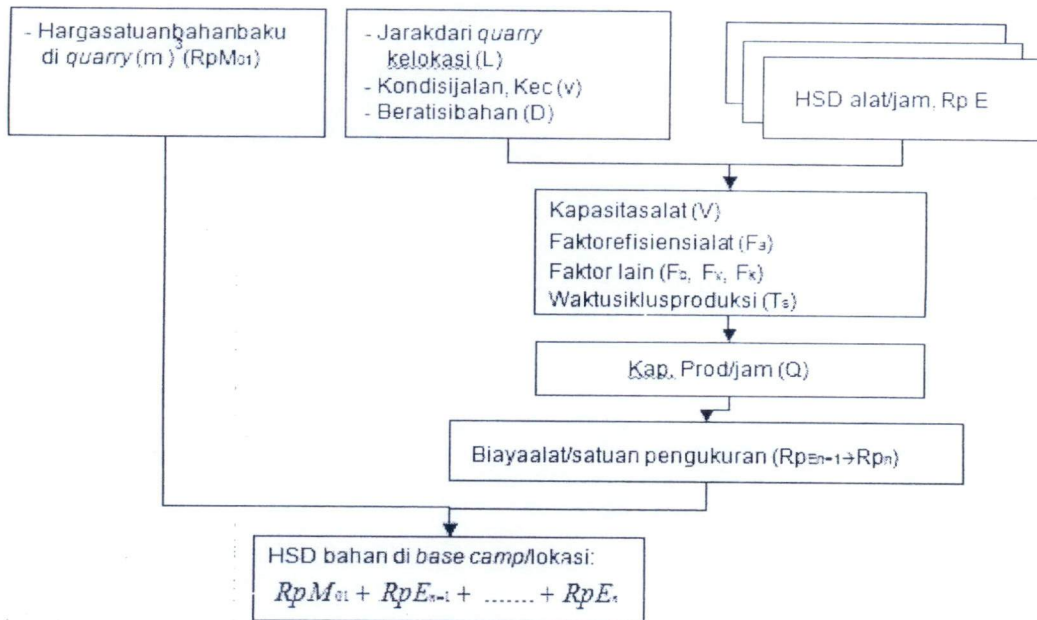 - Hargasatuanbahanbaku
di quarry (m )³(RpM01)
- Jarakdari quarry
kelokasi (L)
- Kondisijalan, Kec (v)
- Beratisibahan (D)
HSD alat/jam, Rp E
Kapasitasalat (V)
Faktorefisiensialat (Fa)
Faktor lain (Fb, Fv, Fk)
Waktusiklusproduksi (Ts)
Kap. Prod/jam (Q)
Biayaalat/satuan pengukuran (RpEn-1→Rpn)
HSD bahan di base camp/lokasi:
RpM01 + RpEn-1 + ....... + RpEn